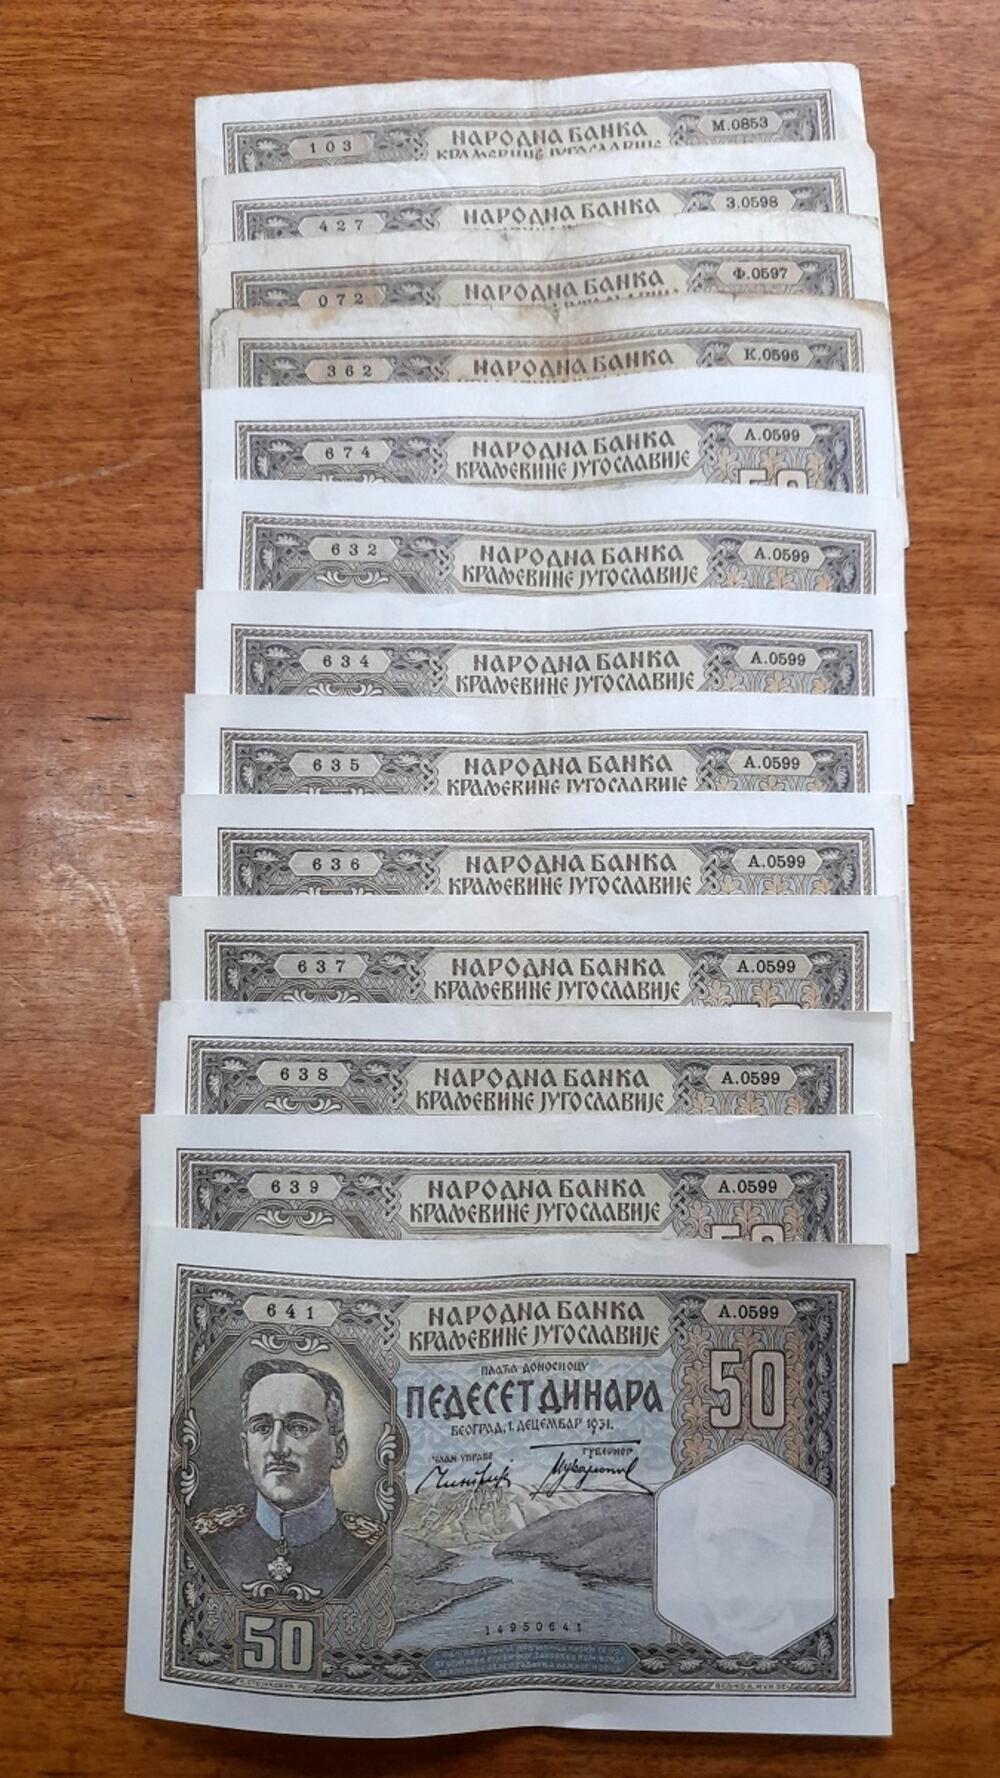 103 НАРОДНА БАНКА М.0853
КРАЉЕВИНЕ ЈУГОСЛАВИЈЕ
427 НАРОДНА БАНКА З.0598
072 НАРОДНА БАНКА Ф.0597
362 НАРОДНА БАНКА К.0596
674 НАРОДНА БАНКА А.0599
КРАЉЕВИНЕ ЈУГОСЛАВИЈЕ
632 НАРОДНА БАНКА А.0599
КРАЉЕВИНЕ ЈУГОСЛАВИЈЕ
634 НАРОДНА БАНКА А.0599
КРАЉЕВИНЕ ЈУГОСЛАВИЈЕ
635 НАРОДНА БАНКА А.0599
КРАЉЕВИНЕ ЈУГОСЛАВИЈЕ
636 НАРОДНА БАНКА А.0599
КРАЉЕВИНЕ ЈУГОСЛАВИЈЕ
637 НАРОДНА БАНКА А.0599
КРАЉЕВИНЕ ЈУГОСЛАВИЈЕ
638 НАРОДНА БАНКА А.0599
КРАЉЕВИНЕ ЈУГОСЛАВИЈЕ
639 НАРОДНА БАНКА А.0599
КРАЉЕВИНЕ ЈУГОСЛАВИЈЕ
641 НАРОДНА БАНКА А.0599
КРАЉЕВИНЕ ЈУГОСЛАВИЈЕ
ПЛАЋА ДОНОСИОЦУ
ПЕДЕСЕТ ДИНАРА 50
БЕОГРАД, 1. ДЕЦЕМБАР 1931.
ЧЛАН УПРАВЕ ГУВЕРНЕР
14950641
50